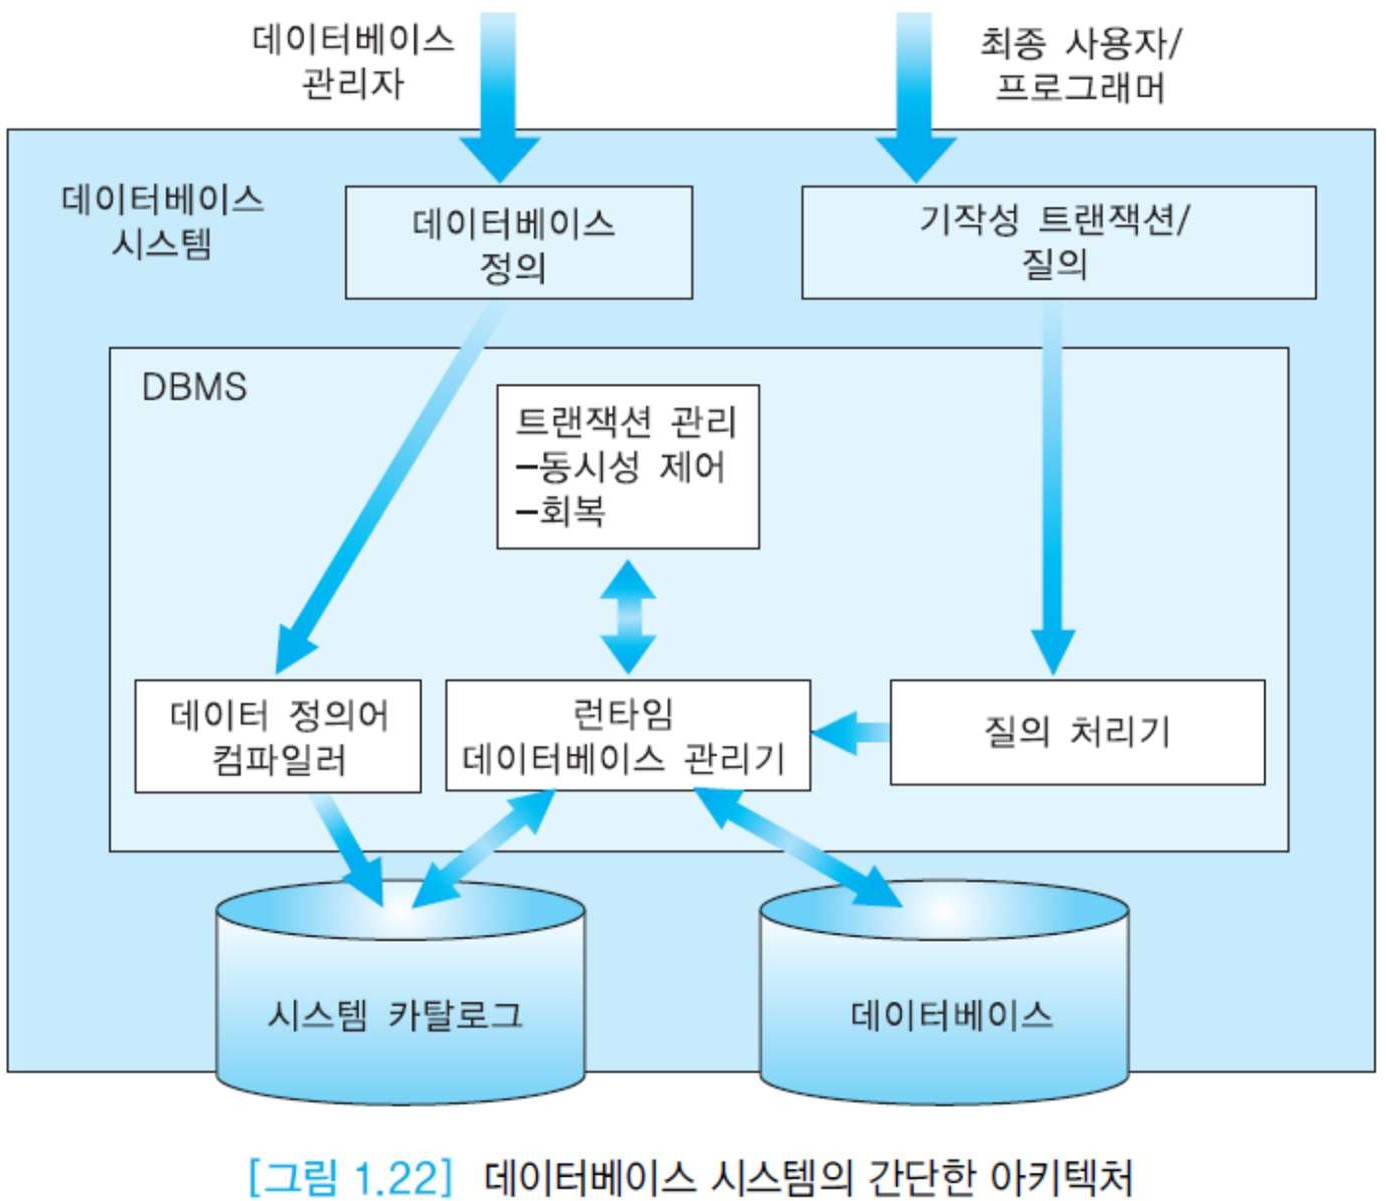 데이터베이스
관리자
최종 사용자/
프로그래머
데이터베이스
시스템
데이터베이스
정의
기작성 트랜잭션/
질의
DBMS
트랜잭션 관리
–동시성 제어
–회복
데이터 정의어
컴파일러
런타임
데이터베이스 관리기
질의 처리기
시스템 카탈로그
데이터베이스
[그림 1.22] 데이터베이스 시스템의 간단한 아키텍처